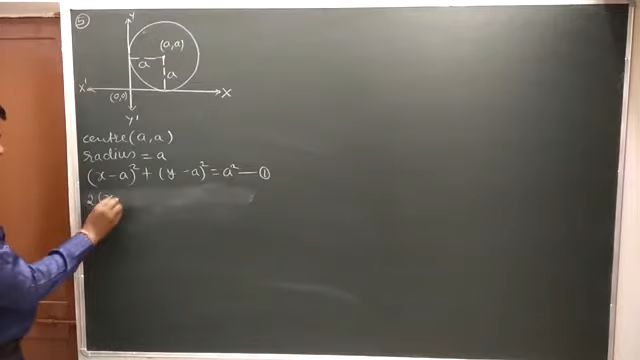 5
Y
(a,a)
a
a
X' X
(0,0)
Y'
centre (a, a)
radius = a
(x - a)² + (y - a)² = a² — ①
2(x